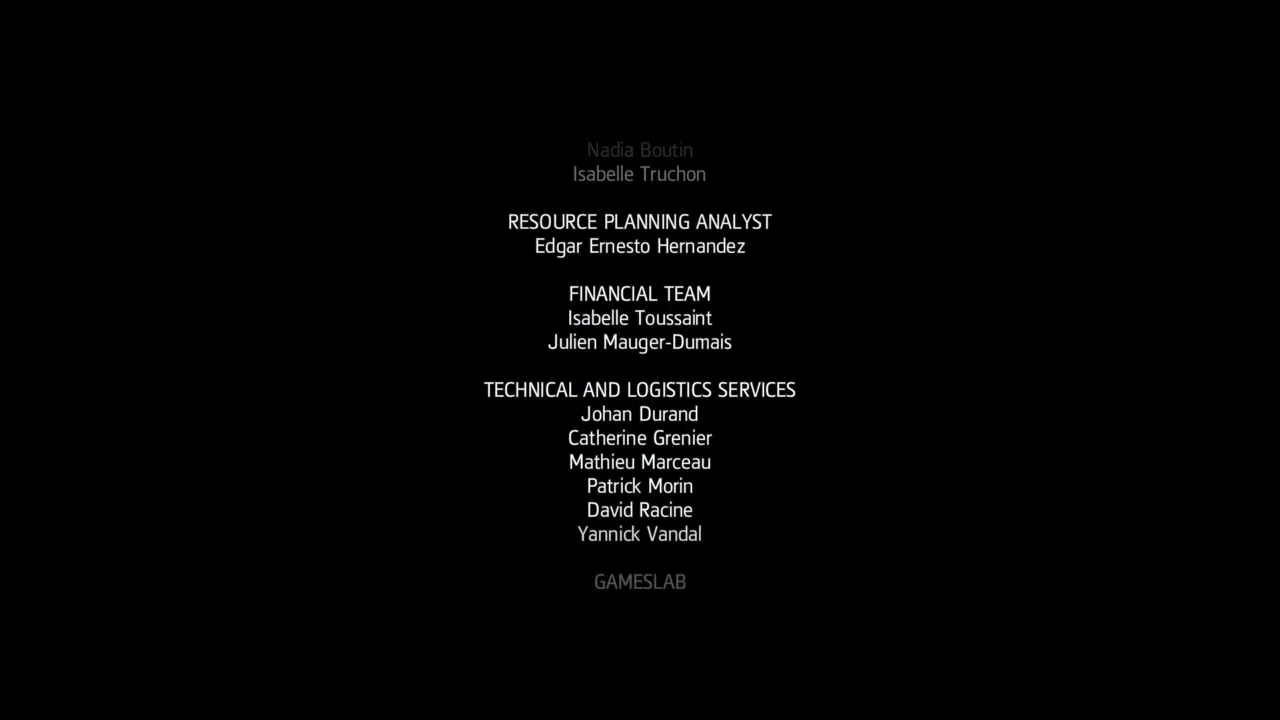 Nadia Boutin
Isabelle Truchon
RESOURCE PLANNING ANALYST
Edgar Ernesto Hernandez
FINANCIAL TEAM
Isabelle Toussaint
Julien Mauger-Dumais
TECHNICAL AND LOGISTICS SERVICES
Johan Durand
Catherine Grenier
Mathieu Marceau
Patrick Morin
David Racine
Yannick Vandal
GAMESLAB